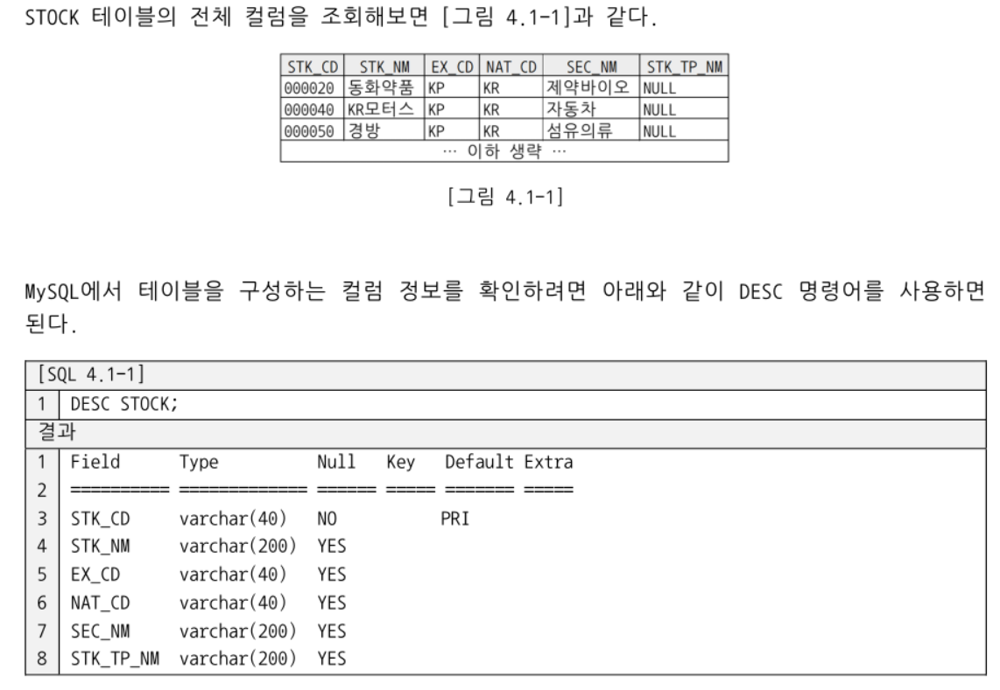 STOCK 테이블의 전체 컬럼을 조회해보면 [그림 4.1-1]과 같다.
STK_CD STK_NM EX_CD NAT_CD SEC_NM STK_TP_NM
000020 동화약품 KP KR 제약바이오 NULL
000040 KR모터스 KP KR 자동차 NULL
000050 경방 KP KR 섬유의류 NULL
… 이하 생략 …
[그림 4.1-1]
MySQL에서 테이블을 구성하는 컬럼 정보를 확인하려면 아래와 같이 DESC 명령어를 사용하면
된다.
[SQL 4.1-1]
1 DESC STOCK;
결과
1 Field Type Null Key Default Extra
2 ========== ============= ====== ===== ======= =====
3 STK_CD varchar(40) NO PRI
4 STK_NM varchar(200) YES
5 EX_CD varchar(40) YES
6 NAT_CD varchar(40) YES
7 SEC_NM varchar(200) YES
8 STK_TP_NM varchar(200) YES